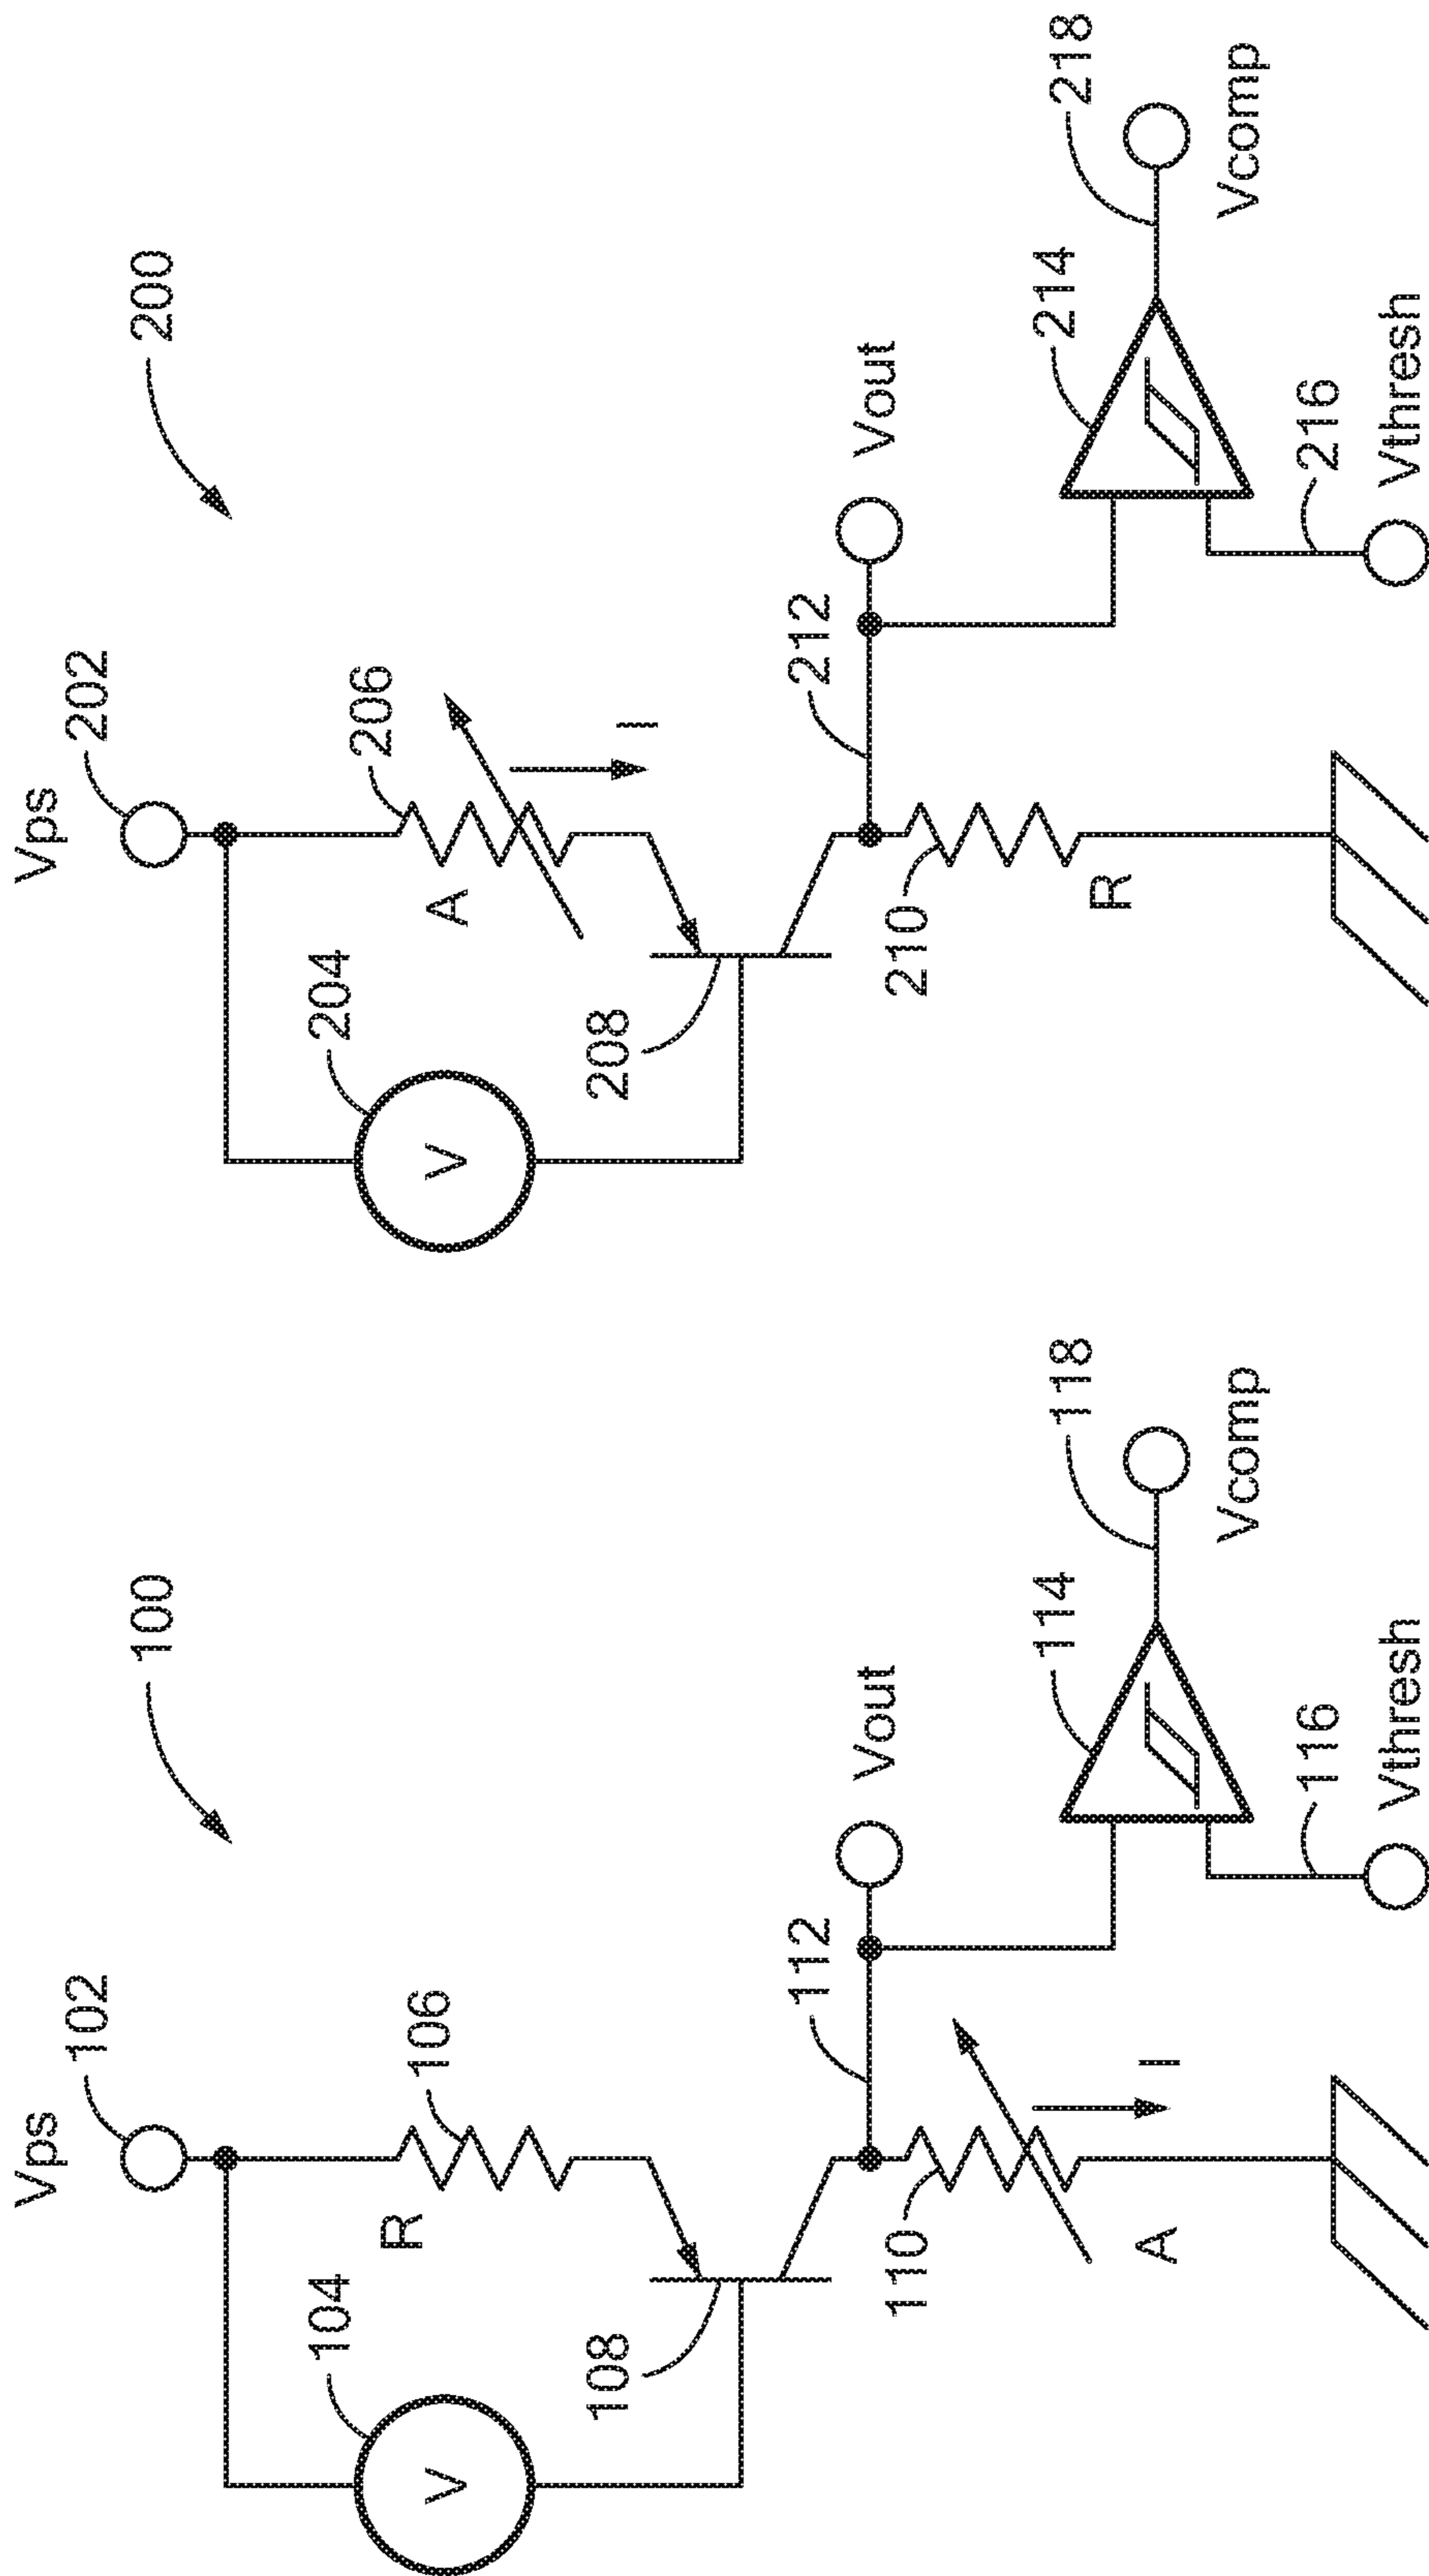 100
Vps
102
104
V
R
106
108
112
Vout
110
A
I
114
116
Vthresh
118
Vcomp
200
Vps
202
204
V
A
206
I
208
212
Vout
210
R
214
216
Vthresh
218
Vcomp